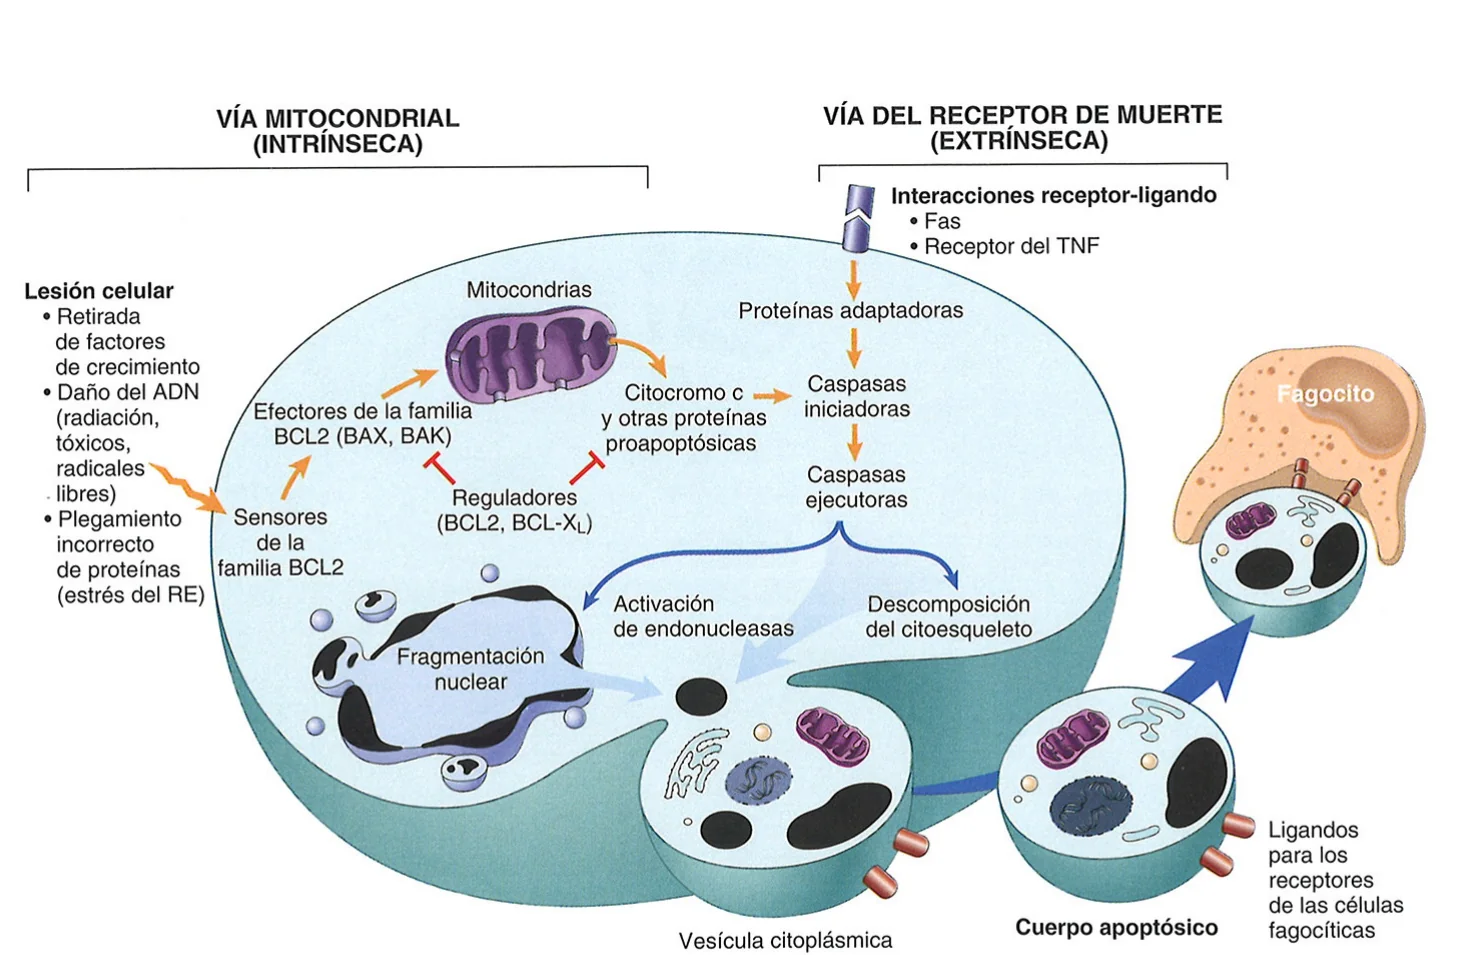 VÍA MITOCONDRIAL
(INTRÍNSECA)
VÍA DEL RECEPTOR DE MUERTE
(EXTRÍNSECA)
Interacciones receptor-ligando
• Fas
• Receptor del TNF
Lesión celular
• Retirada
de factores
de crecimiento
• Daño del ADN
(radiación,
tóxicos,
radicales
libres)
• Plegamiento
incorrecto
de proteínas
(estrés del RE)
Mitocondrias
Proteínas adaptadoras
Efectores de la familia
BCL2 (BAX, BAK)
Citocromo c
y otras proteínas
proapoptósicas
Caspasas
iniciadoras
Caspasas
ejecutoras
Reguladores
(BCL2, BCL-XL)
Sensores
de la
familia BCL2
Fagocito
Activación
de endonucleasas
Descomposición
del citoesqueleto
Fragmentación
nuclear
Vesícula citoplásmica
Cuerpo apoptósico
Ligandos
para los
receptores
de las células
fagocíticas